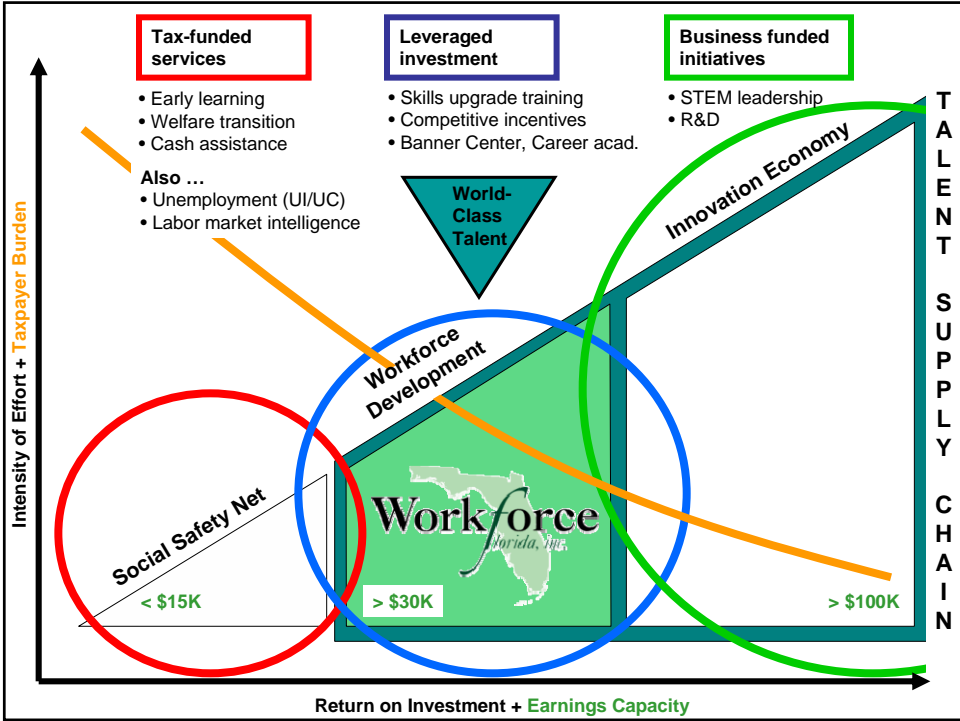 Tax-funded
services
• Early learning
• Welfare transition
• Cash assistance
Also ...
• Unemployment (UI/UC)
• Labor market intelligence
Leveraged
investment
• Skills upgrade training
• Competitive incentives
• Banner Center, Career acad.
Business funded
initiatives
• STEM leadership
• R&D
World-
Class
Talent
Innovation Economy
Workforce
Development
Social Safety Net
Workforce
florida, inc.
< $15K
> $30K
> $100K
TALENT SUPPLY CHAIN
Intensity of Effort + Taxpayer Burden
Return on Investment + Earnings Capacity